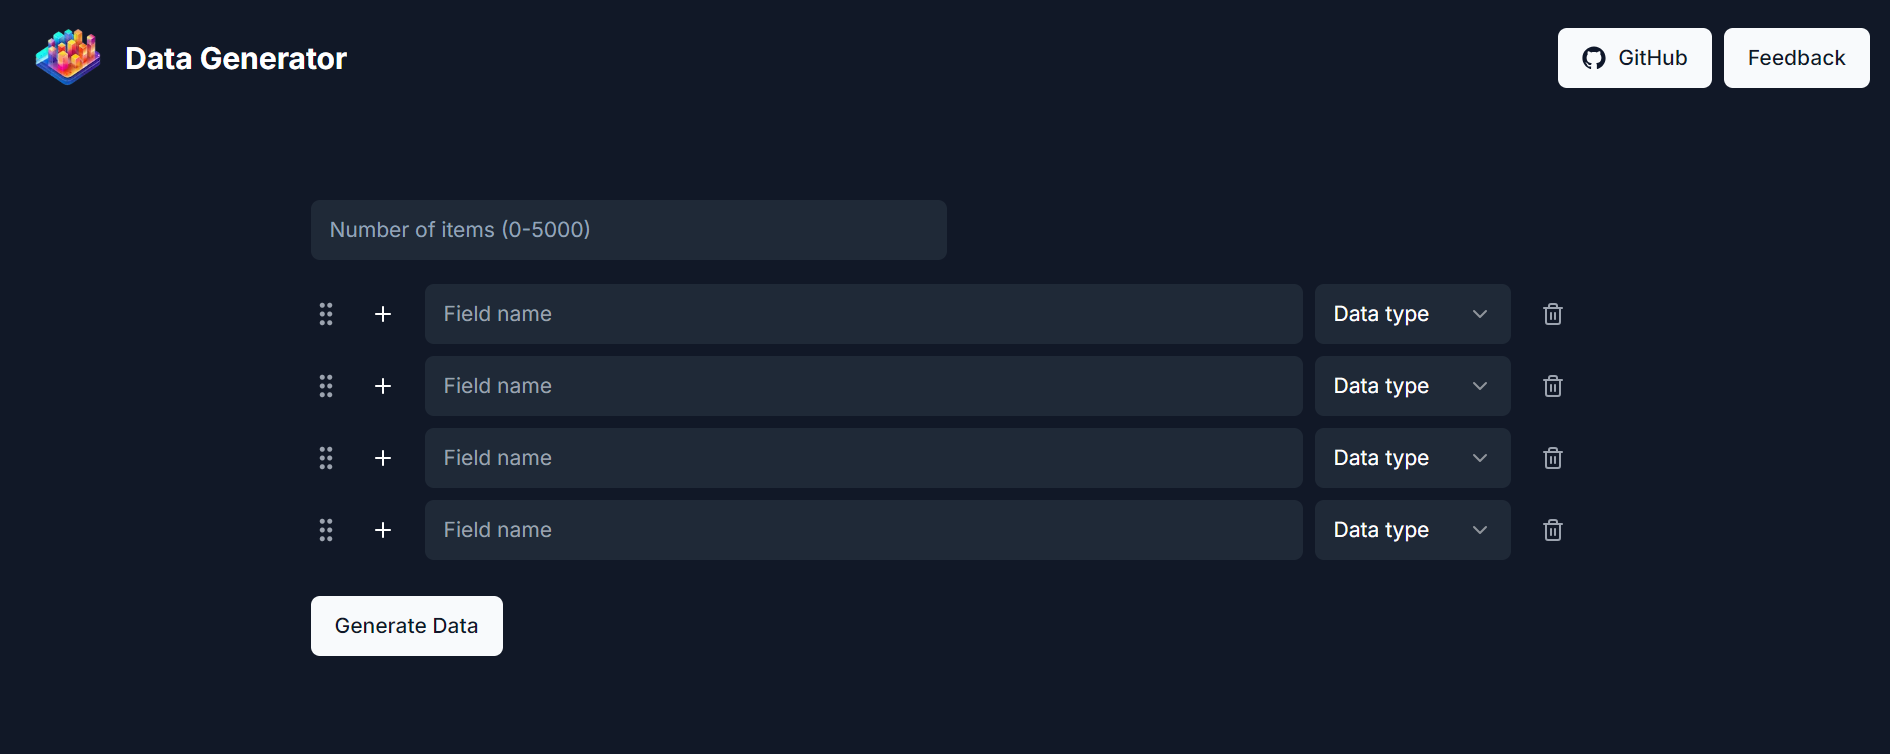 Data Generator
GitHub
Feedback
Number of items (0-5000)
Field name
Data type
Field name
Data type
Field name
Data type
Field name
Data type
Generate Data